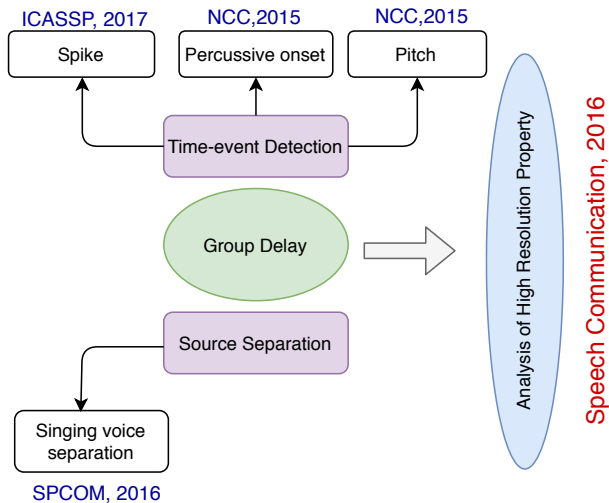 ICASSP, 2017
NCC,2015
NCC,2015
Spike
Percussive onset
Pitch
Time-event Detection
Group Delay
Source Separation
Singing voice
separation
SPCOM, 2016
Analysis of High Resolution Property
Speech Communication, 2016